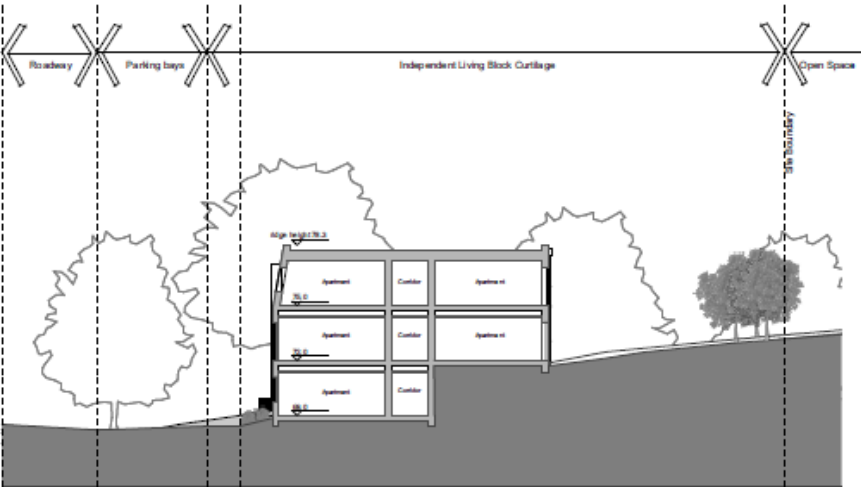 Roadway
Parking bays
Independent Living Block Curtilage
Open Space
Site Boundary
Apartment
Corridor
Apartment
Apartment
Corridor
Apartment
Apartment
Corridor